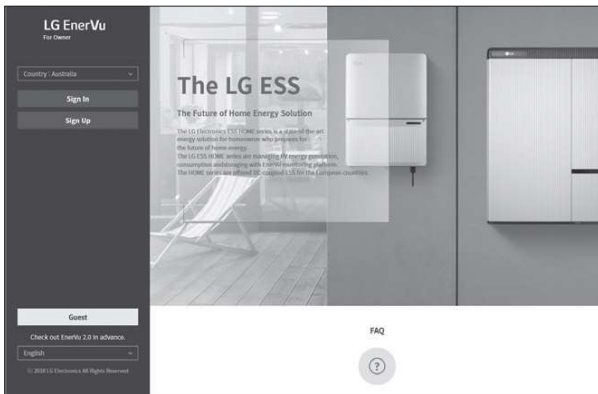 LG EnerVu
For Owner
Country : Australia
Sign In
Sign Up
Guest
Check out EnerVu 2.0 in advance.
English
The LG ESS
The Future of Home Energy Solution
The LG Electronics ESS HOME series is a state-of-the-art
energy solution for homeowner who prepares for
the future of home energy.
The LG ESS HOME series are managing PV energy generation,
consumption and storaging with EnerVu monitoring platform.
The HOME series are offered DC-coupled ESS for the European countries.
FAQ
?
LG Electronics All Rights Reserved